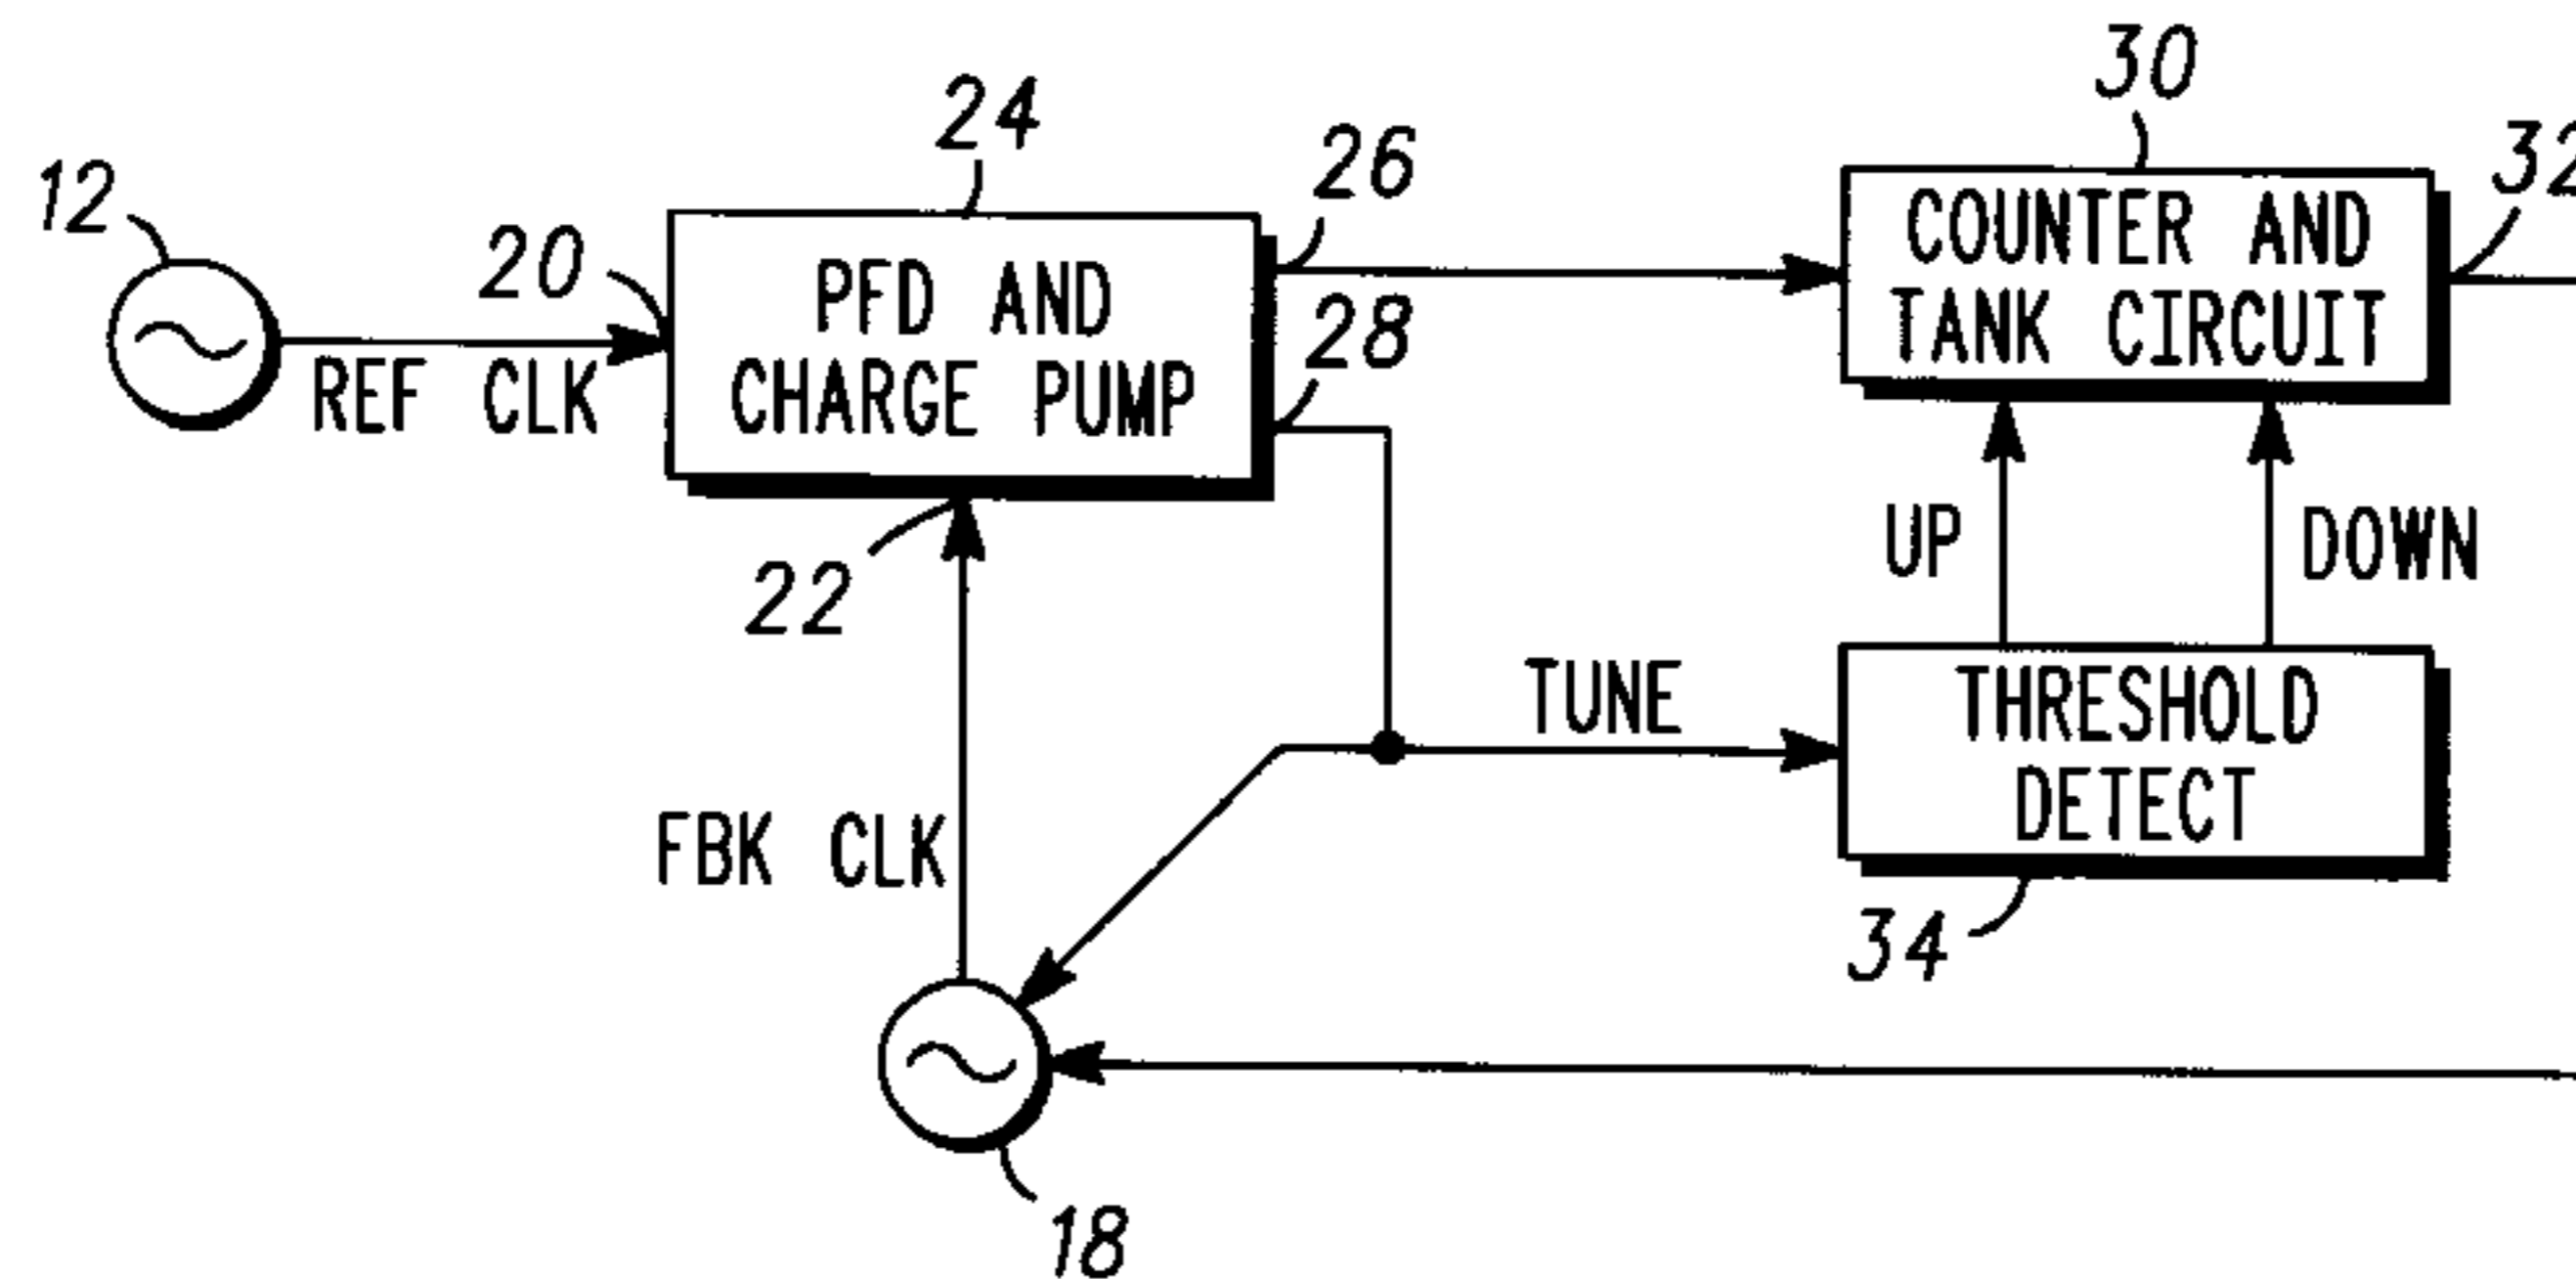 30
24
26
32
12
20
COUNTER AND
TANK CIRCUIT
PFD AND
CHARGE PUMP
28
REF CLK
UP
DOWN
22
TUNE
THRESHOLD
DETECT
FBK CLK
34
18